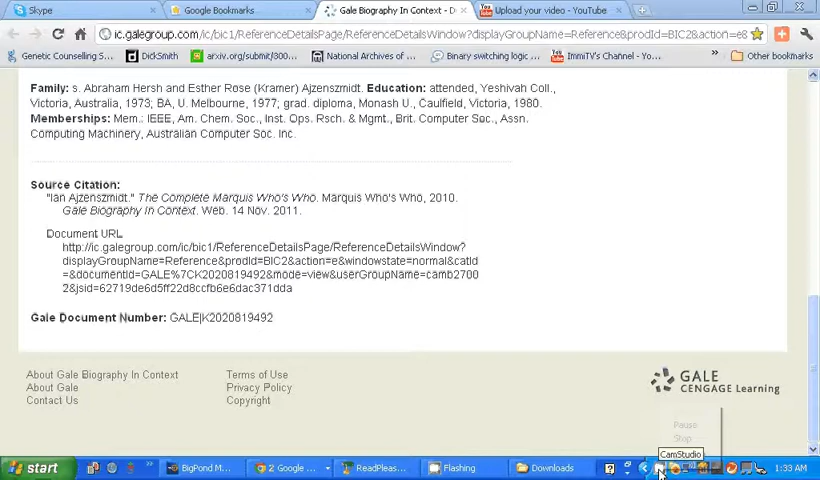 Skype
Google Bookmarks
Gale Biography In Context - D
Upload your video - YouTube
ic.galegroup.com/ic/bic1/ReferenceDetailsPage/ReferenceDetailsWindow?displayGroupName=Reference&prodId=BIC2&action=e&
Genetic Counselling S...
DickSmith
arxiv.org/submit/300...
National Archives of ...
Binary switching logic ...
ImmiTV's Channel - Yo...
»
Other bookmarks
Family: s. Abraham Hersh and Esther Rose (Kramer) Ajzenszmidt. Education: attended, Yeshivah Coll.,
Victoria, Australia, 1973; BA, U. Melbourne, 1977; grad. diploma, Monash U., Caulfield, Victoria, 1980.
Memberships: Mem.: IEEE, Am. Chem. Soc., Inst. Ops. Rsch. & Mgmt., Brit. Computer Soc., Assn.
Computing Machinery, Australian Computer Soc. Inc.
Source Citation:
"Ian Ajzenszmidt." The Complete Marquis Who's Who. Marquis Who's Who, 2010.
Gale Biography In Context. Web. 14 Nov. 2011.
Document URL
http://ic.galegroup.com/ic/bic1/ReferenceDetailsPage/ReferenceDetailsWindow?
displayGroupName=Reference&prodId=BIC2&action=e&windowstate=normal&catId
=&documentId=GALE%7CK2020819492&mode=view&userGroupName=camb2700
2&jsid=62719de6d5ff22d8ccfb6e6dac371dda
Gale Document Number: GALE|K2020819492
About Gale Biography In Context
Terms of Use
About Gale
Privacy Policy
Contact Us
Copyright
GALE
CENGAGE Learning
Pause
Stop
CamStudio
start
BigPond M...
2 Google ...
ReadPleas...
Flashing
Downloads
1:33 AM